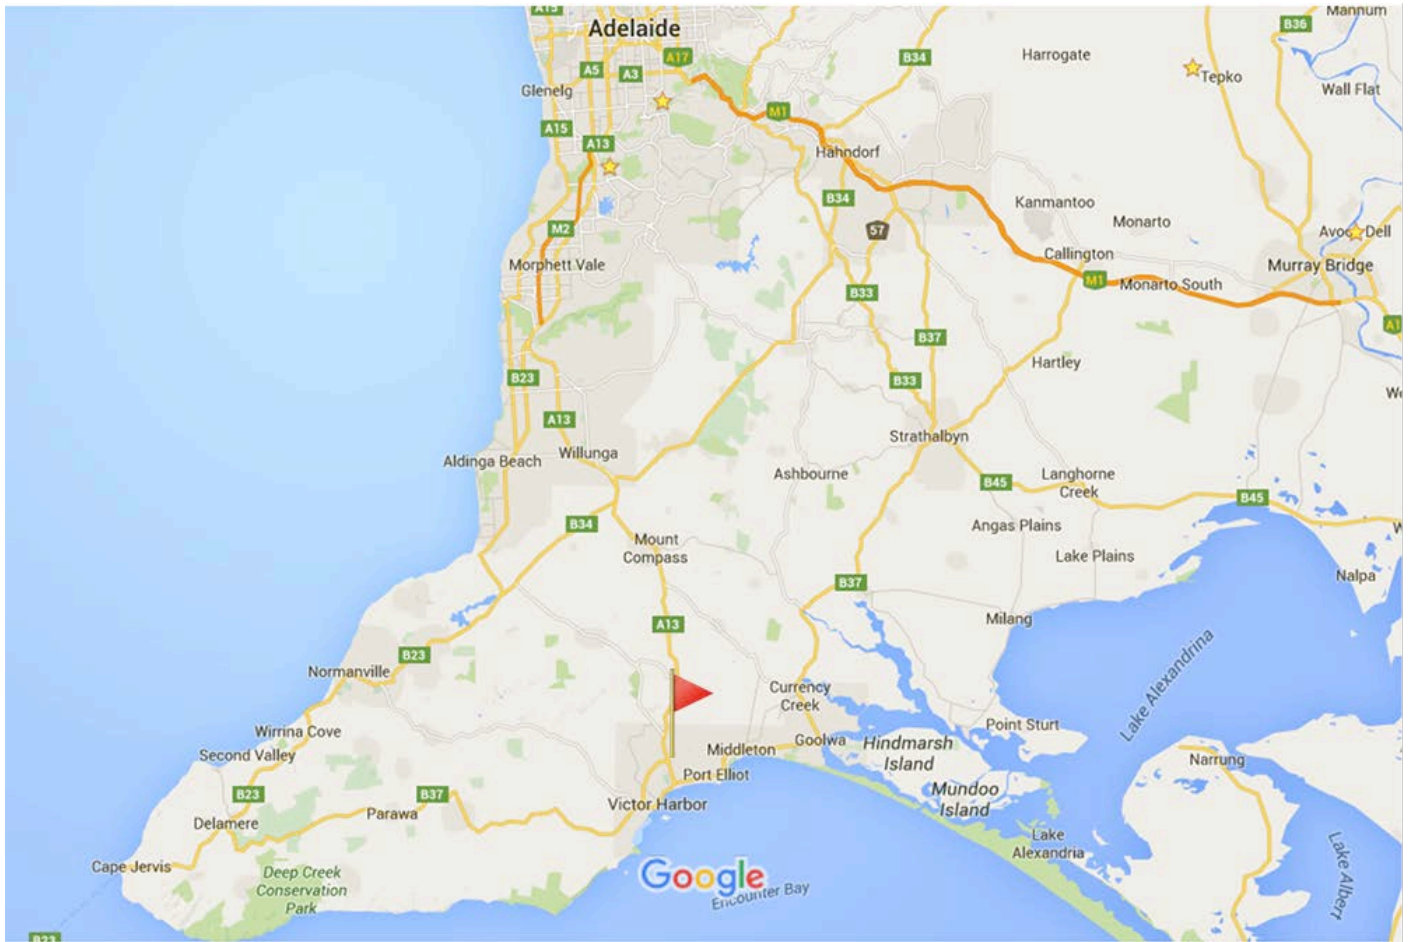 A15
Mannum
B36
Adelaide
A17
B34
Harrogate
A5
A3
Tepko
Glenelg
Wall Flat
M1
A15
A13
Hahndorf
B34
Kanmantoo
Monarto
M2
57
Callington
Morphett Vale
Murray Bridge
M1
Monarto South
B33
A1
B37
Hartley
B23
B33
A13
Strathalbyn
Willunga
Aldinga Beach
Ashbourne
Langhorne
Creek
B45
B45
B34
Angas Plains
Mount
Compass
Lake Plains
Nalpa
B37
Milang
A13
B23
Normanville
Lake Alexandrina
Currency
Creek
Point Sturt
Wirrina Cove
Second Valley
Middleton
Goolwa
Hindmarsh
Island
Narrung
Port Elliot
B23
B37
Mundoo
Island
Victor Harbor
Parawa
Delamere
Lake
Alexandria
Cape Jervis
Deep Creek
Conservation
Park
Google
Encounter Bay
Lake Albert
B23